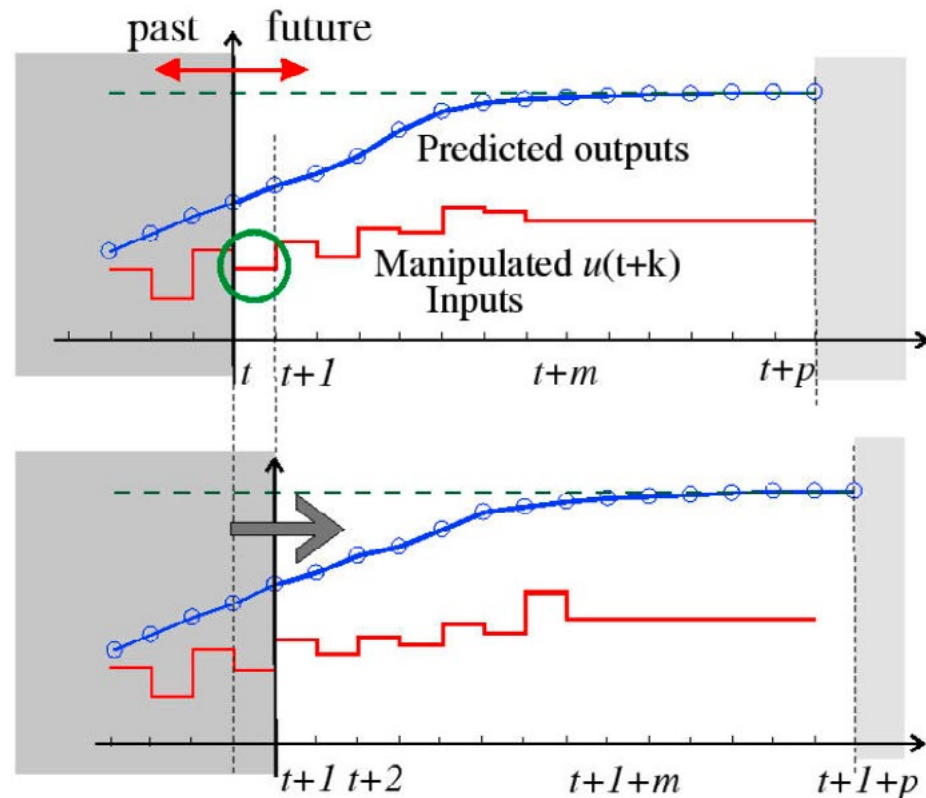 past future
Predicted outputs
Manipulated u(t+k)
Inputs
t t+1 t+m t+p
t+1 t+2 t+1+m t+1+p